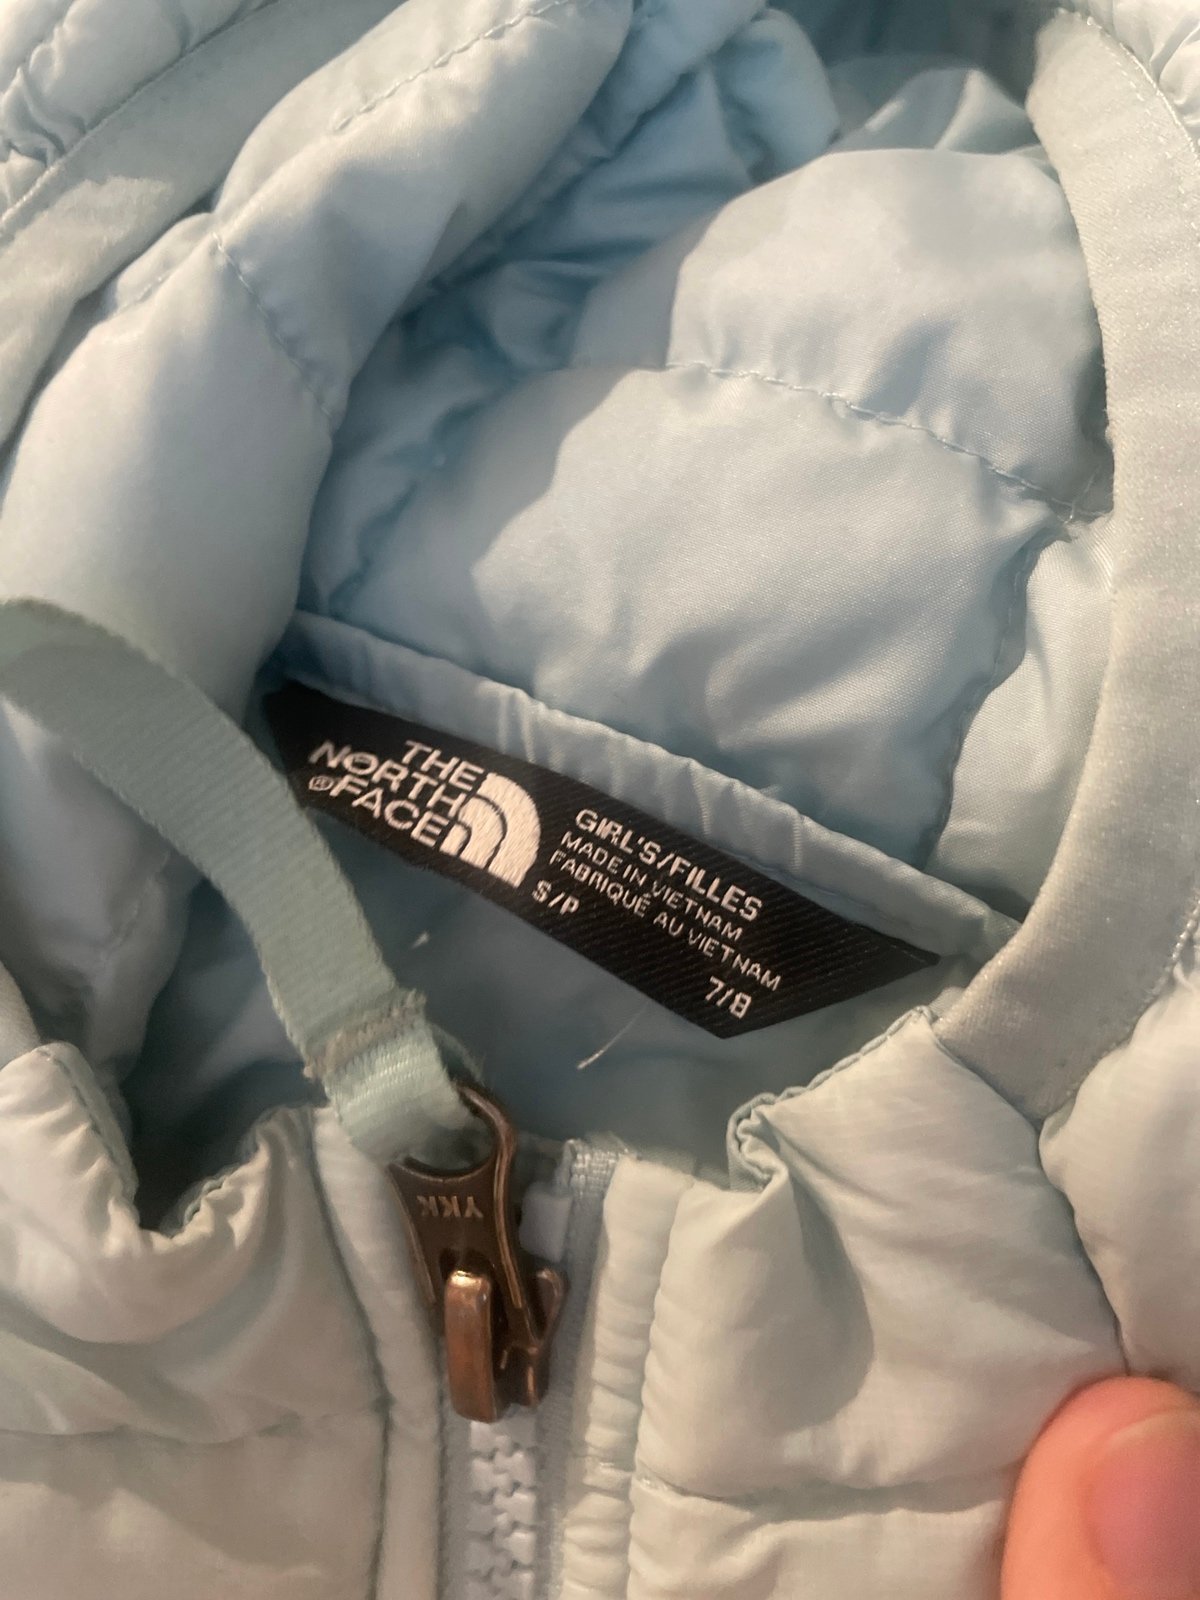 THE
NORTH
®FACE
GIRL'S/FILLES
MADE IN VIETNAM
FABRIQUÉ AU VIETNAM
S/P
7/8
YKK